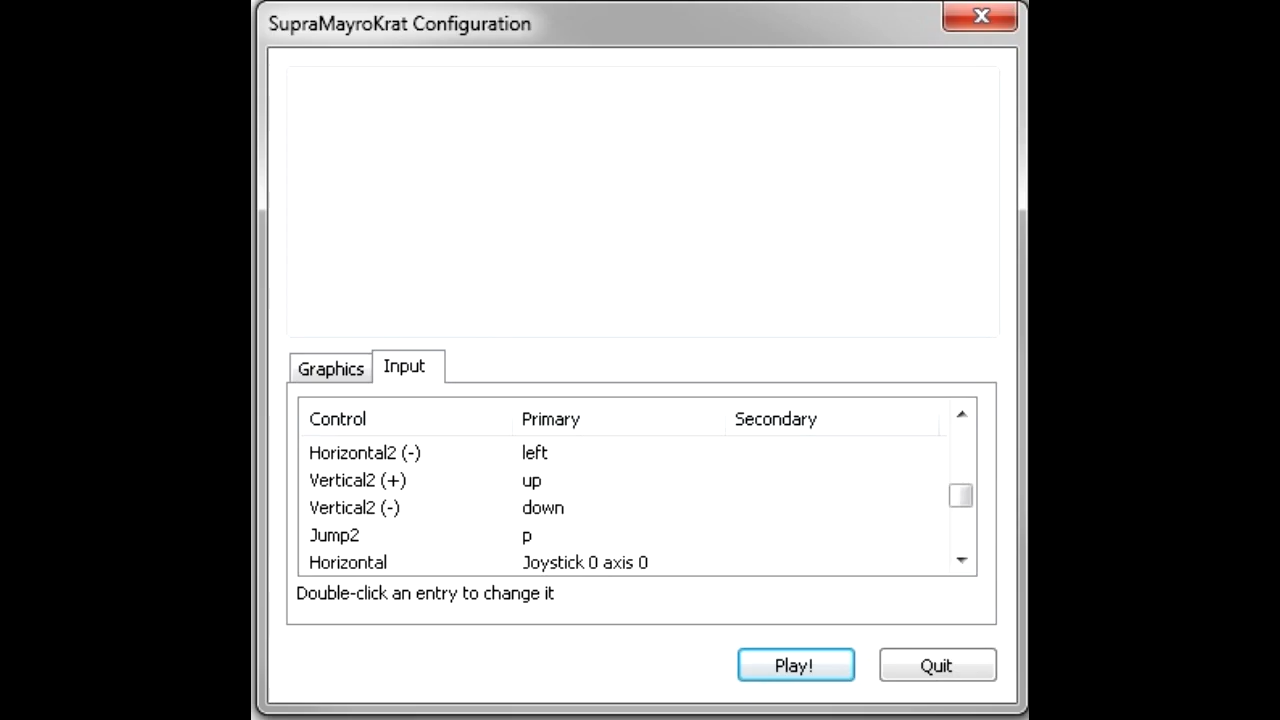 SupraMayroKrat Configuration
Graphics Input
Control Primary Secondary
Horizontal2 (-) left
Vertical2 (+) up
Vertical2 (-) down
Jump2 p
Horizontal Joystick 0 axis 0
Double-click an entry to change it
Play! Quit